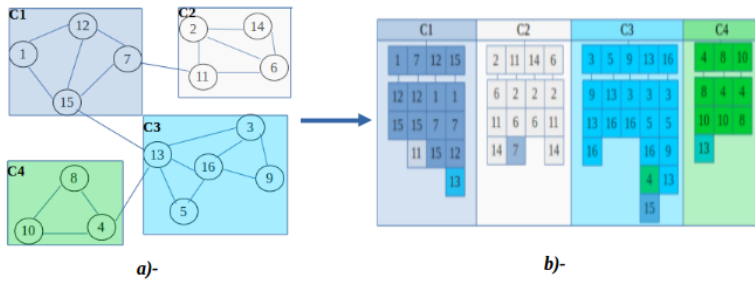 C1
12
1
7
15
C2
2
14
11
6
C3
3
13
16
9
5
C4
8
10
4
a)-
C1 C2 C3 C4
1 7 12 15 2 11 14 6 3 5 9 13 16 4 8 10
12 12 1 1 6 2 2 2 9 13 3 3 3 8 4 4
15 15 7 7 11 6 6 11 13 16 16 5 5 10 10 8
11 15 12 14 7 14 16 16 9 13
13 4 13
15
b)-